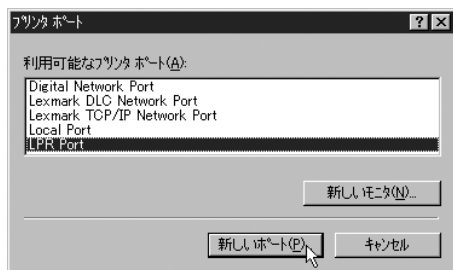 プリンタ ポート
利用可能なプリンタ ポート(A):
Digital Network Port
Lexmark DLC Network Port
Lexmark TCP/IP Network Port
Local Port
LPR Port
新しいモニタ(N)...
新しいポート(P)
キャンセル